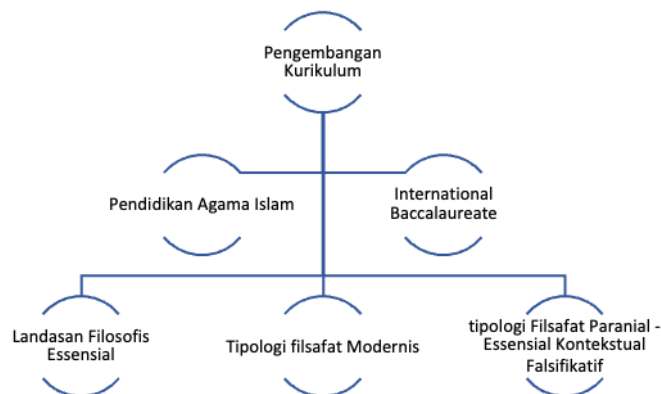 Pengembangan
Kurikulum
Pendidikan Agama Islam
International
Baccalaureate
Landasan Filosofis
Essensial
Tipologi filsafat Modernis
tipologi Filsafat Paranial -
Essensial Kontekstual
Falsifikatif